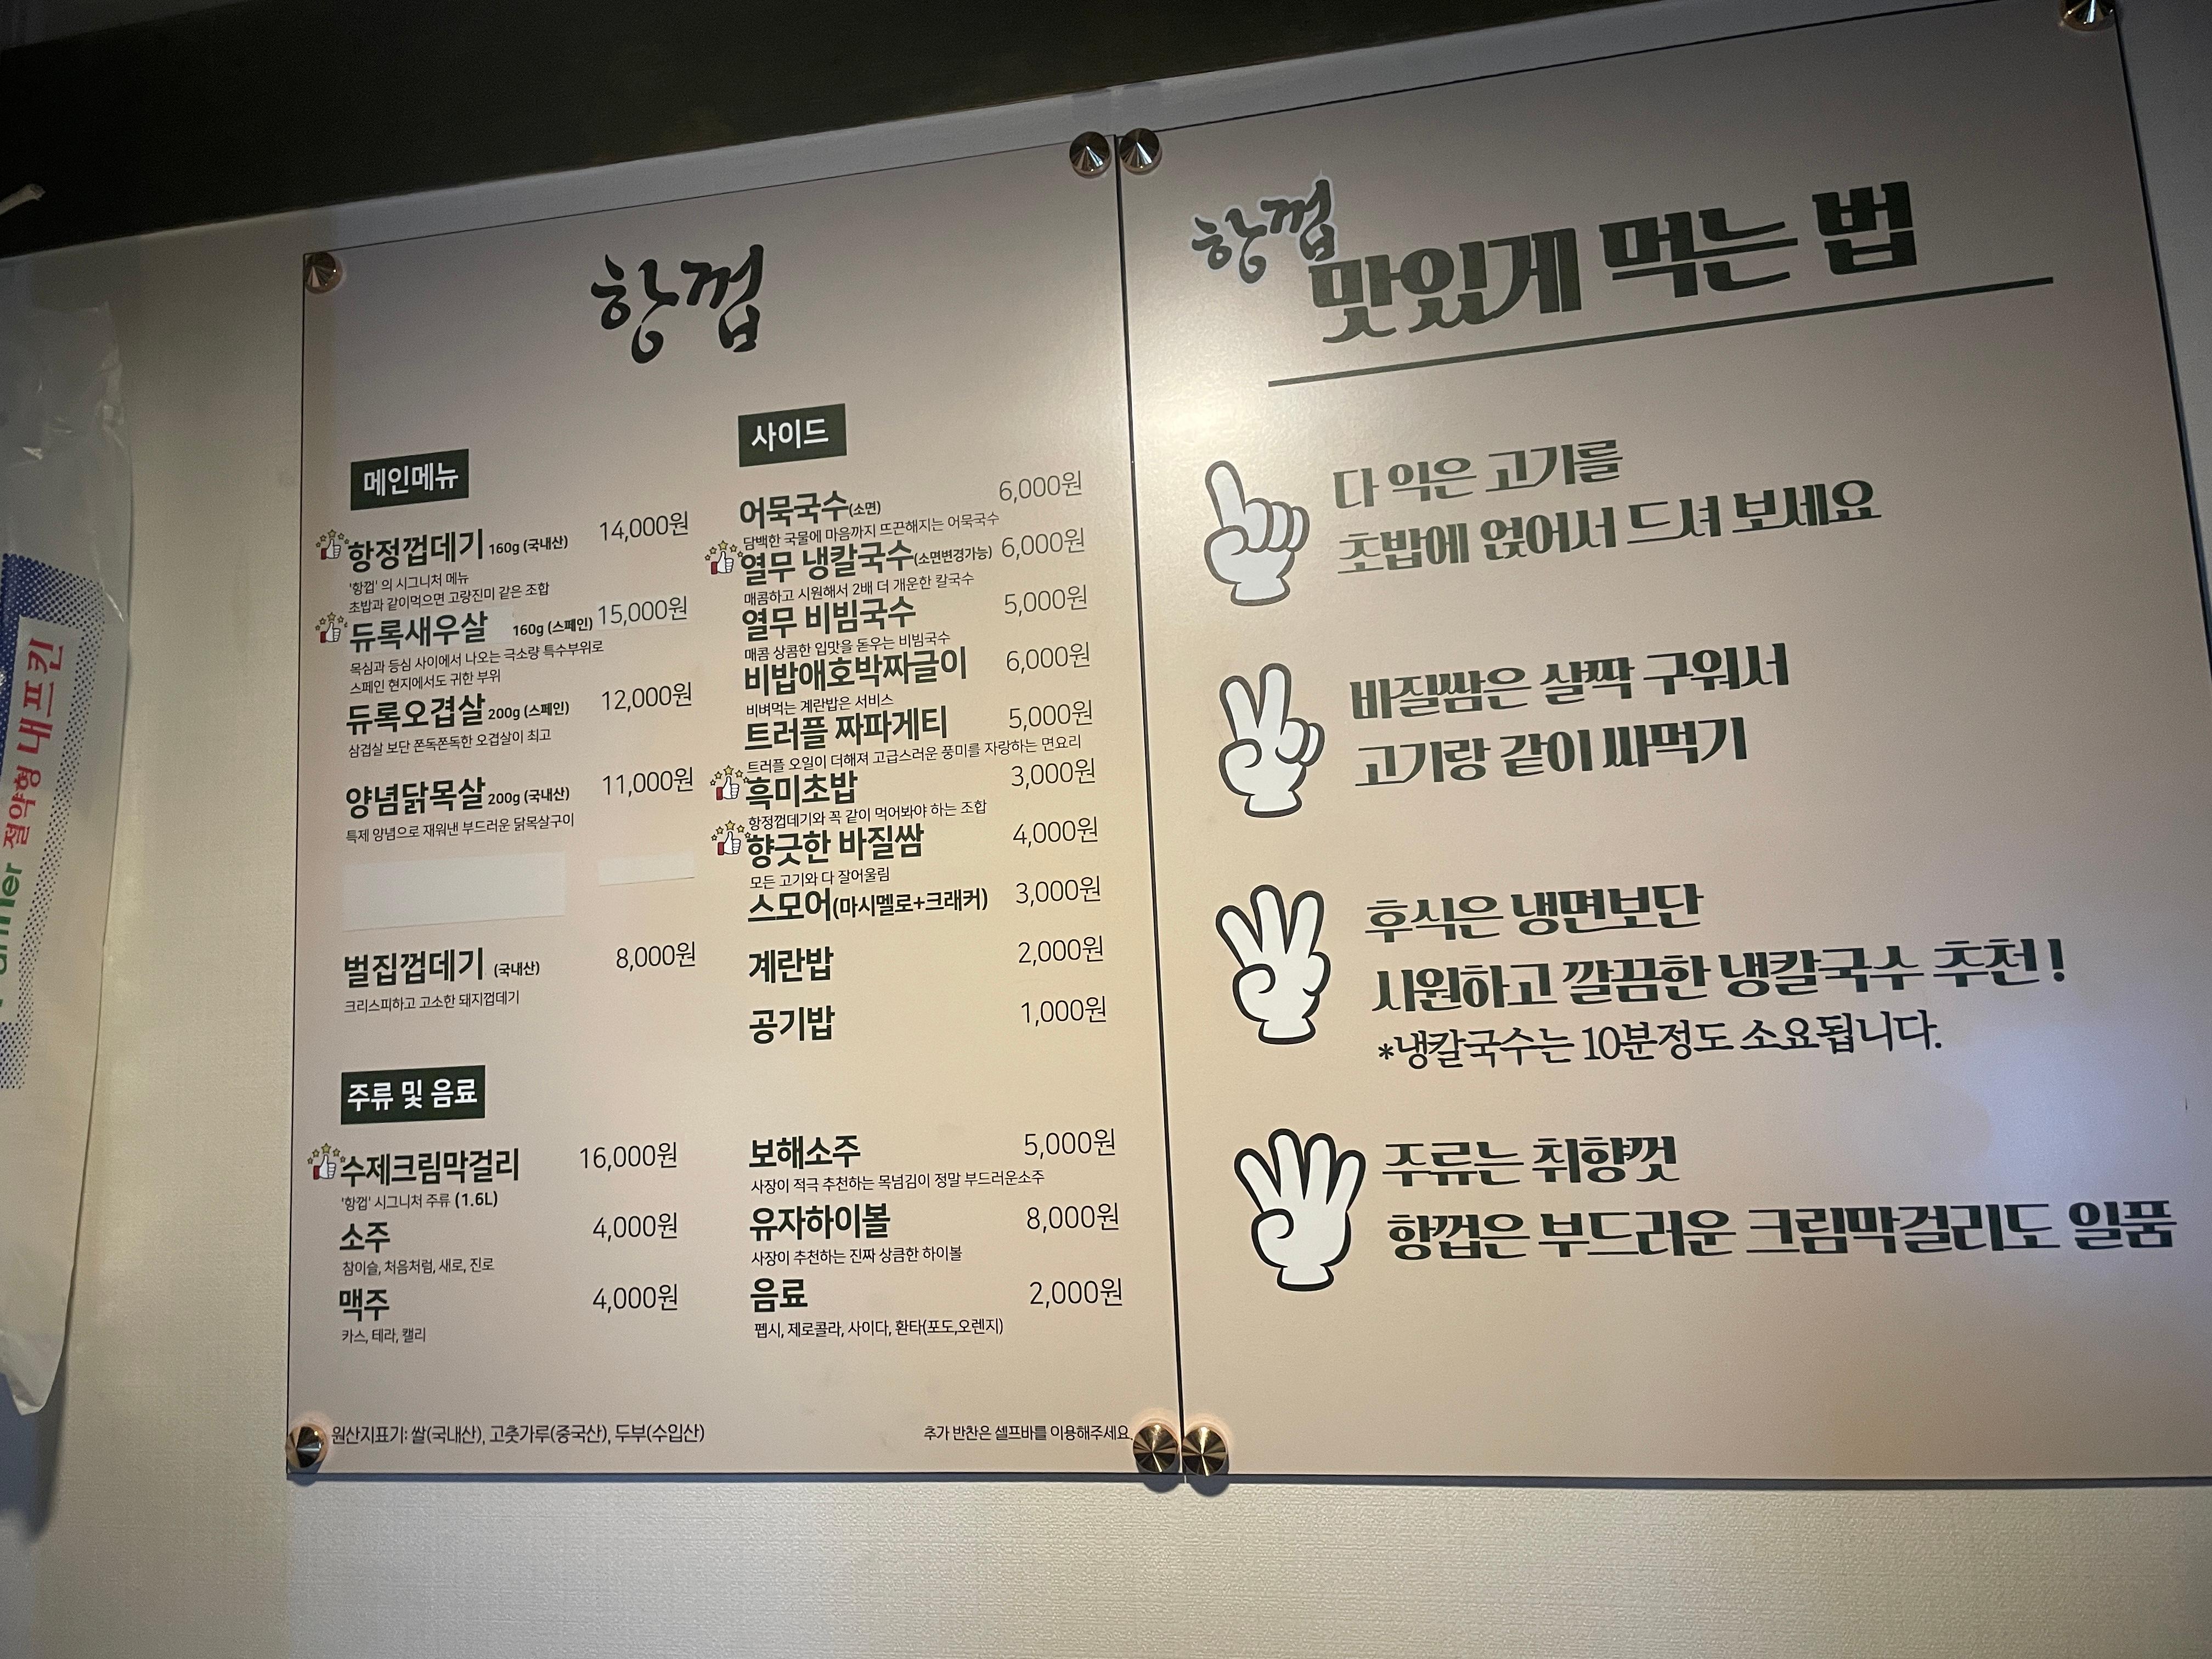 항껍
메인메뉴
항정껍데기 160g (국내산) 14,000원
'항껍' 의 시그니처 메뉴
초밥과 같이먹으면 고량진미 같은 조합
듀록새우살 160g (스페인) 15,000원
목심과 등심 사이에서 나오는 극소량 특수부위로
스페인 현지에서도 귀한 부위
듀록오겹살 200g (스페인) 12,000원
삼겹살 보단 쫀독쫀독한 오겹살이 최고
양념닭목살 200g (국내산) 11,000원
특제 양념으로 재워낸 부드러운 닭목살구이
벌집껍데기 (국내산) 8,000원
크리스피하고 고소한 돼지껍데기
사이드
어묵국수(소면) 6,000원
담백한 국물에 마음까지 뜨끈해지는 어묵국수
열무 냉칼국수(소면변경가능) 6,000원
매콤하고 시원해서 2배 더 개운한 칼국수
열무 비빔국수 5,000원
매콤 상콤한 입맛을 돋우는 비빔국수
비밥애호박짜글이 6,000원
비벼먹는 계란밥은 서비스
트러플 짜파게티 5,000원
트러플 오일이 더해져 고급스러운 풍미를 자랑하는 면요리
흑미초밥 3,000원
항정껍데기와 꼭 같이 먹어봐야 하는 조합
향긋한 바질쌈 4,000원
모든 고기와 다 잘어울림
스모어(마시멜로+크래커) 3,000원
계란밥 2,000원
공기밥 1,000원
주류 및 음료
수제크림막걸리 16,000원
'항껍' 시그니처 주류 (1.6L)
소주 4,000원
참이슬, 처음처럼, 새로, 진로
맥주 4,000원
카스, 테라, 캘리
보해소주 5,000원
사장이 적극 추천하는 목넘김이 정말 부드러운소주
유자하이볼 8,000원
사장이 추천하는 진짜 상큼한 하이볼
음료 2,000원
펩시, 제로콜라, 사이다, 환타(포도,오렌지)
원산지표기: 쌀(국내산), 고춧가루(중국산), 두부(수입산)
추가 반찬은 셀프바를 이용해주세요.
항껍
맛있게 먹는 법
다 익은 고기를
초밥에 얹어서 드셔 보세요
바질쌈은 살짝 구워서
고기랑 같이 싸먹기
후식은 냉면보단
시원하고 깔끔한 냉칼국수 추천!
*냉칼국수는 10분정도 소요됩니다.
주류는 취향껏
항껍은 부드러운 크림막걸리도 일품
절약형 내프킨